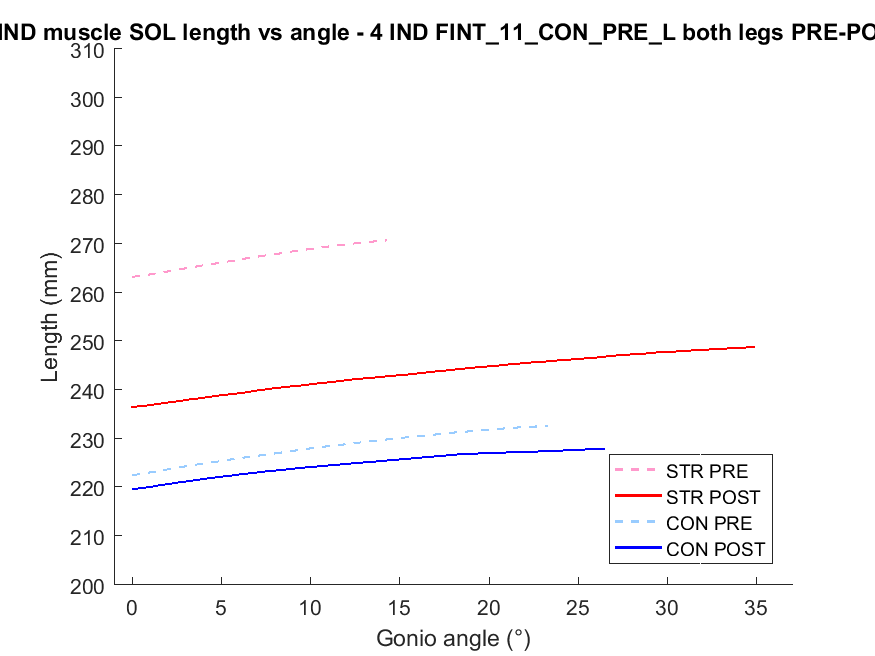 IND muscle SOL length vs angle - 4 IND FINT_11_CON_PRE_L both legs PRE-PO
310
300
290
280
270
260
250
240
230
220
210
200
Length (mm)
0 5 10 15 20 25 30 35
Gonio angle (°)
STR PRE
STR POST
CON PRE
CON POST